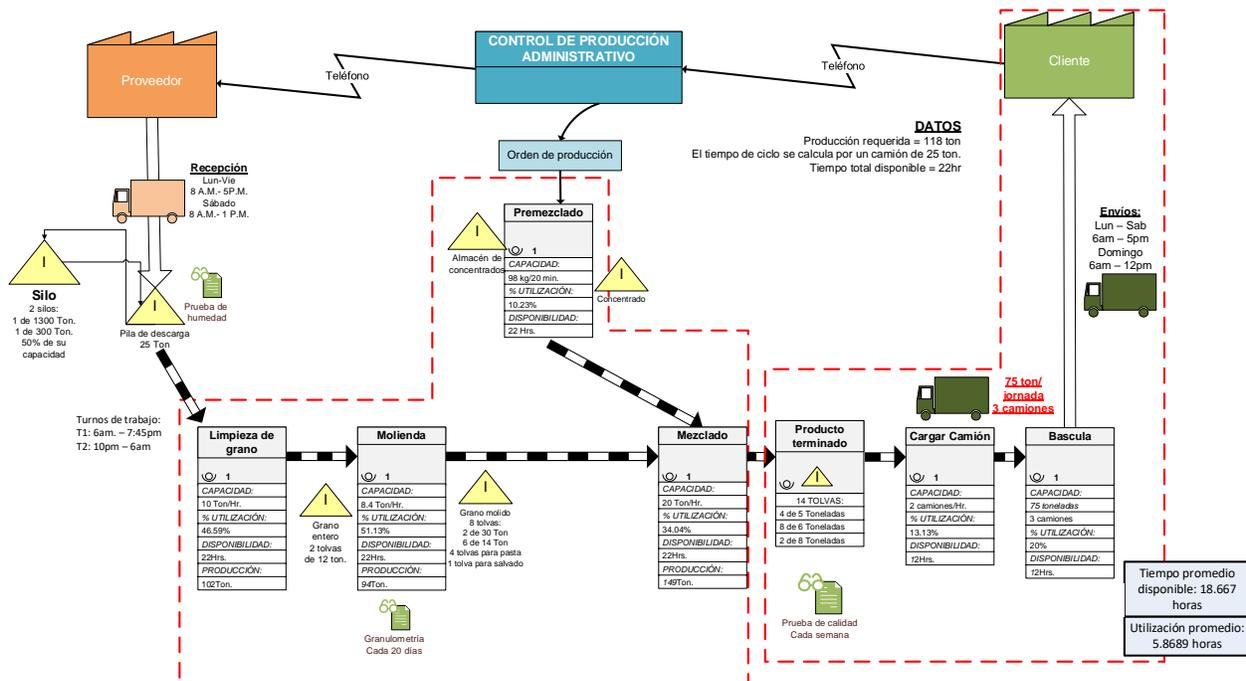 Proveedor
Teléfono
CONTROL DE PRODUCCIÓN
ADMINISTRATIVO
Teléfono
Cliente
Orden de producción
DATOS
Producción requerida = 118 ton
El tiempo de ciclo se calcula por un camión de 25 ton.
Tiempo total disponible = 22hr
Recepción
Lun-Vie
8 A.M.- 5P.M.
Sábado
8 A.M.- 1 P.M.
I
Silo
2 silos:
1 de 1300 Ton.
1 de 300 Ton.
50% de su
capacidad
I
Pila de descarga
25 Ton
Prueba de
humedad
I
Almacén de
concentrados
Premezclado
1
CAPACIDAD:
98 kg/20 min.
% UTILIZACIÓN:
10.23%
DISPONIBILIDAD:
22 Hrs.
I
Concentrado
Envíos:
Lun – Sab
6am – 5pm
Domingo
6am – 12pm
75 ton/
jornada
3 camiones
Turnos de trabajo:
T1: 6am. – 7:45pm
T2: 10pm – 6am
Limpieza de
grano
1
CAPACIDAD:
10 Ton/Hr.
% UTILIZACIÓN:
46.59%
DISPONIBILIDAD:
22Hrs.
PRODUCCIÓN:
102Ton.
I
Grano
entero
2 tolvas
de 12 ton.
Molienda
1
CAPACIDAD:
8.4 Ton/Hr.
% UTILIZACIÓN:
51.13%
DISPONIBILIDAD:
22Hrs.
PRODUCCIÓN:
94Ton.
Granulometría
Cada 20 días
I
Grano molido
8 tolvas:
2 de 30 Ton
6 de 14 Ton
4 tolvas para pasta
1 tolva para salvado
Mezclado
1
CAPACIDAD:
20 Ton/Hr.
% UTILIZACIÓN:
34.04%
DISPONIBILIDAD:
22Hrs.
PRODUCCIÓN:
149Ton.
Producto
terminado
I
14 TOLVAS:
4 de 5 Toneladas
8 de 6 Toneladas
2 de 8 Toneladas
Prueba de calidad
Cada semana
Cargar Camión
1
CAPACIDAD:
2 camiones/Hr.
% UTILIZACIÓN:
13.13%
DISPONIBILIDAD:
12Hrs.
Bascula
1
CAPACIDAD:
75 toneladas
3 camiones
% UTILIZACIÓN:
20%
DISPONIBILIDAD:
12Hrs.
Tiempo promedio
disponible: 18.667
horas
Utilización promedio:
5.8689 horas